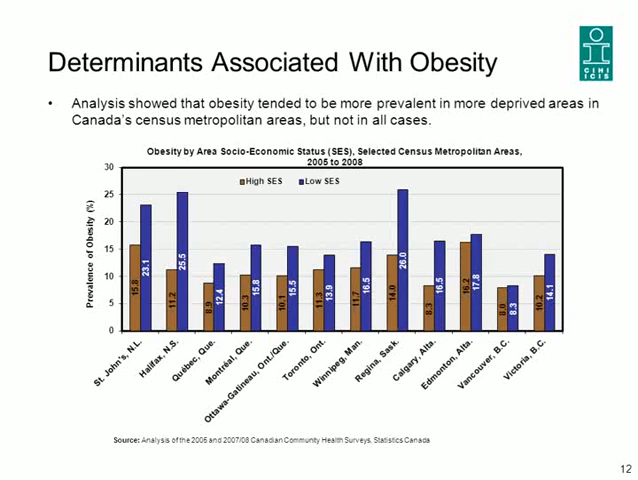 Determinants Associated With Obesity
CIHI
ICIS
• Analysis showed that obesity tended to be more prevalent in more deprived areas in
Canada's census metropolitan areas, but not in all cases.
Obesity by Area Socio-Economic Status (SES), Selected Census Metropolitan Areas,
2005 to 2008
High SES Low SES
Prevalence of Obesity (%)
30
25
20
15
10
5
0
15.8 23.1
11.2 25.5
8.9 12.4
10.3 15.8
10.1 15.5
11.3 13.9
11.7 16.5
14.0 26.0
8.3 16.5
16.2 17.8
8.0 8.3
10.2 14.1
St. John's, N.L.
Halifax, N.S.
Québec, Que.
Montréal, Que.
Ottawa-Gatineau, Ont./Que.
Toronto, Ont.
Winnipeg, Man.
Regina, Sask.
Calgary, Alta.
Edmonton, Alta.
Vancouver, B.C.
Victoria, B.C.
Source: Analysis of the 2005 and 2007/08 Canadian Community Health Surveys, Statistics Canada
12